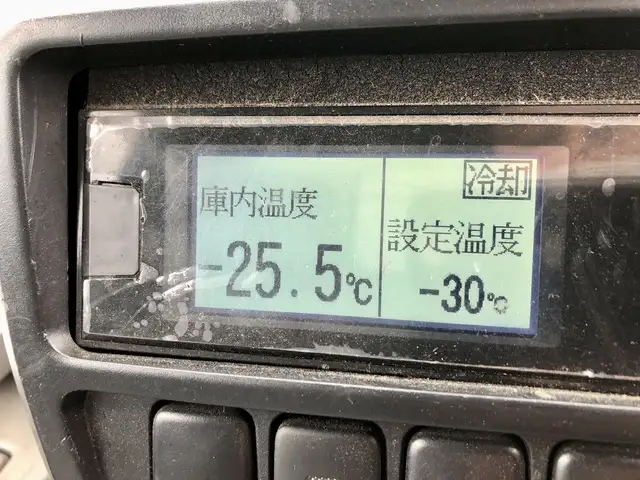 庫内温度
-25.5℃
冷却
設定温度
-30℃